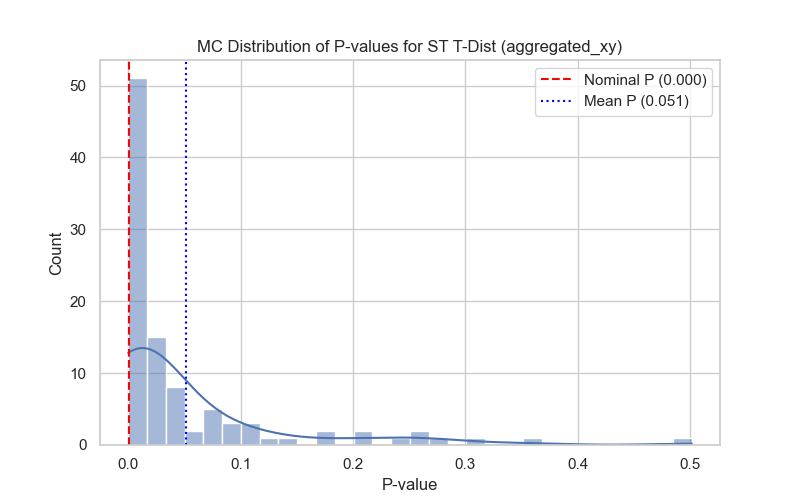 MC Distribution of P-values for ST T-Dist (aggregated_xy)
Nominal P (0.000)
Mean P (0.051)
50
40
30
20
10
0
Count
0.0 0.1 0.2 0.3 0.4 0.5
P-value